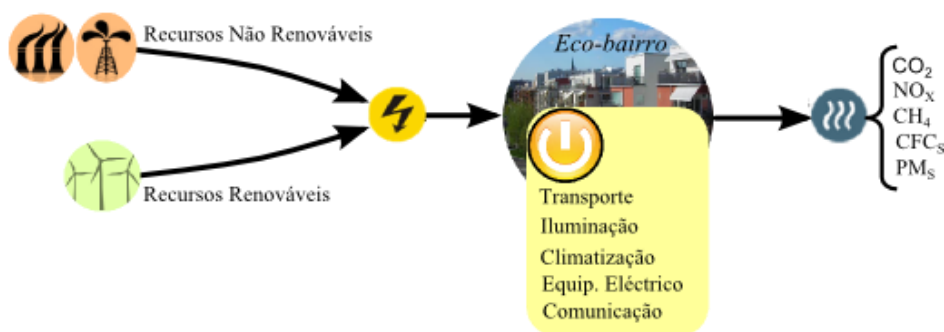 Recursos Não Renováveis
Recursos Renováveis
Eco-bairro
Transporte
Iluminação
Climatização
Equip. Eléctrico
Comunicação
CO₂
NOₓ
CH₄
CFCₛ
PMₛ